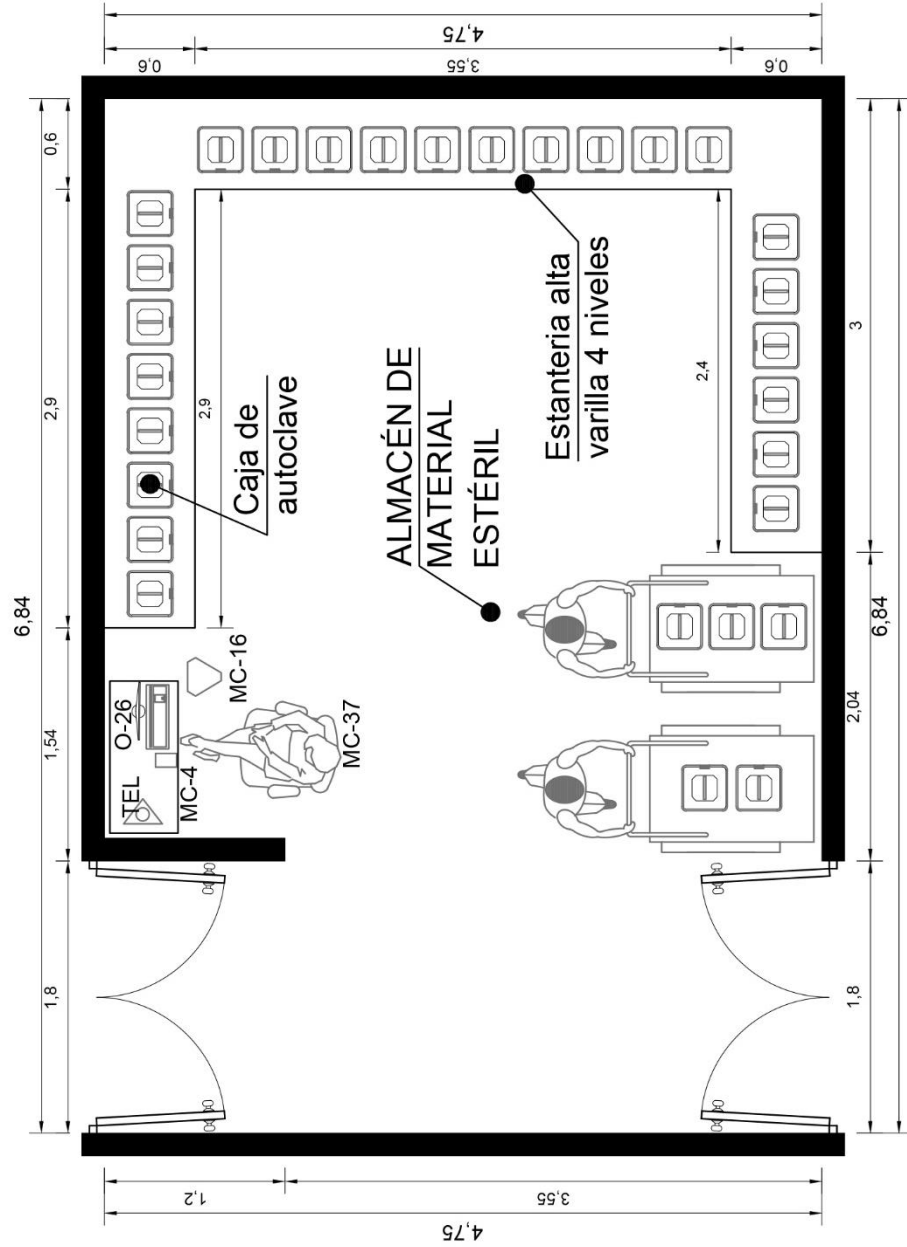 4,75
0,6
3,55
0,6
6,84
0,6
2,9
1,54
1,8
2,9
Caja de
autoclave
ALMACÉN DE
MATERIAL
ESTÉRIL
Estanteria alta
varilla 4 niveles
2,4
O-26
TEL
MC-4
MC-16
MC-37
3
2,04
1,8
6,84
1,2
3,55
4,75